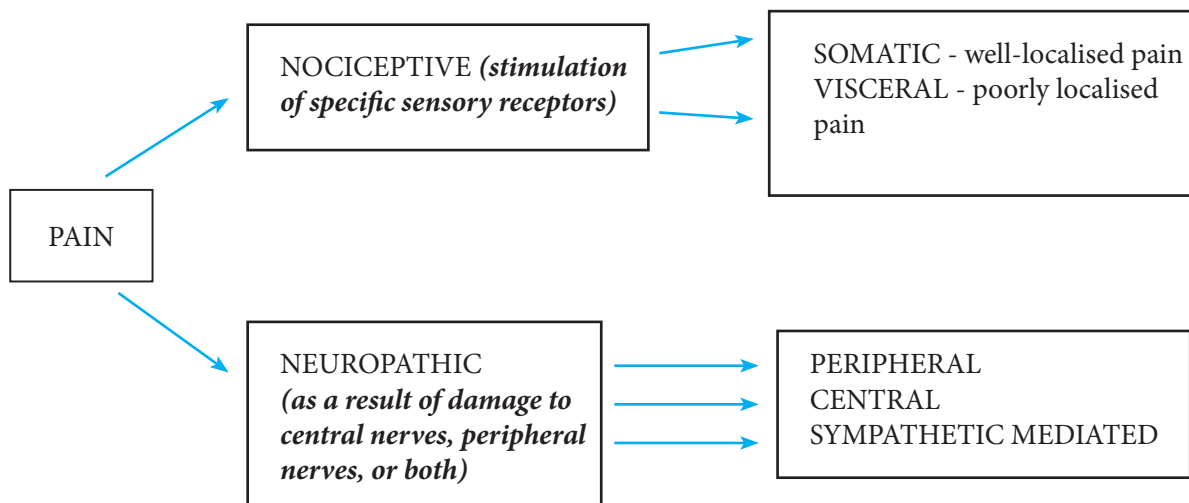 PAIN
NOCICEPTIVE (stimulation
of specific sensory receptors)
SOMATIC - well-localised pain
VISCERAL - poorly localised
pain
NEUROPATHIC
(as a result of damage to
central nerves, peripheral
nerves, or both)
PERIPHERAL
CENTRAL
SYMPATHETIC MEDIATED